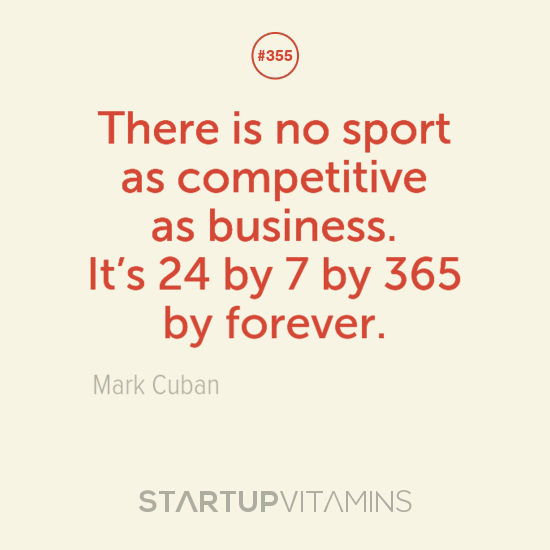 #355
There is no sport
as competitive
as business.
It’s 24 by 7 by 365
by forever.
Mark Cuban
STARTUPVITAMINS